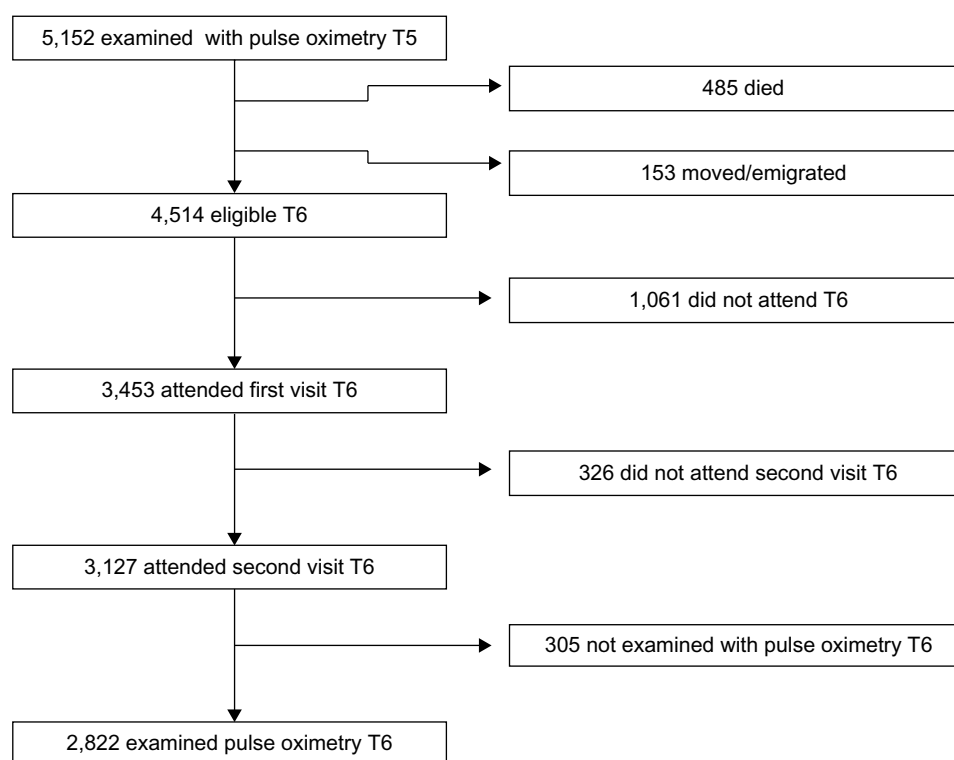 5,152 examined with pulse oximetry T5
485 died
153 moved/emigrated
4,514 eligible T6
1,061 did not attend T6
3,453 attended first visit T6
326 did not attend second visit T6
3,127 attended second visit T6
305 not examined with pulse oximetry T6
2,822 examined pulse oximetry T6